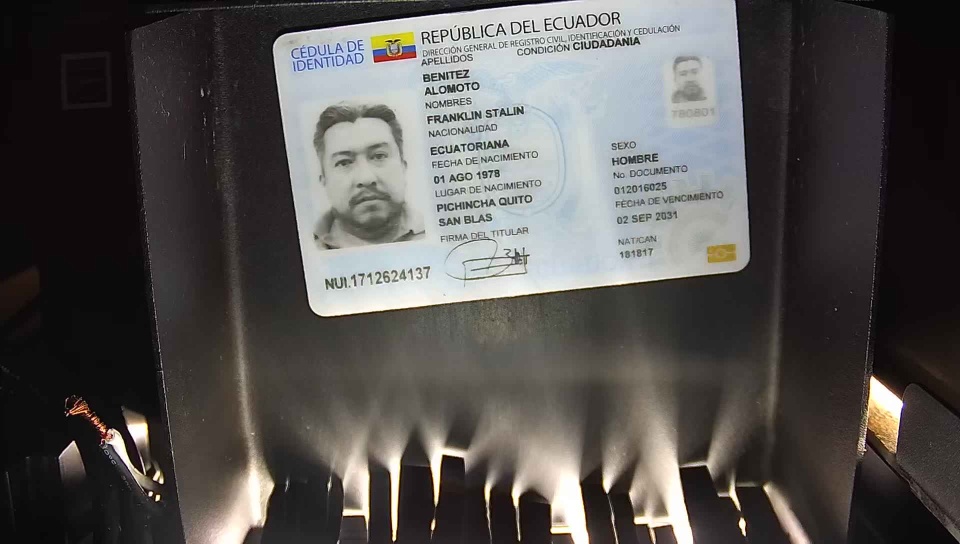 CÉDULA DE
IDENTIDAD
REPÚBLICA DEL ECUADOR
DIRECCIÓN GENERAL DE REGISTRO CIVIL, IDENTIFICACIÓN Y CEDULACIÓN
APELLIDOS
CONDICIÓN CIUDADANIA
BENITEZ
ALOMOTO
NOMBRES
FRANKLIN STALIN
NACIONALIDAD
ECUATORIANA
FECHA DE NACIMIENTO
01 AGO 1978
LUGAR DE NACIMIENTO
PICHINCHA QUITO
SAN BLAS
FIRMA DEL TITULAR
NUI.1712624137
780801
SEXO
HOMBRE
No. DOCUMENTO
012016025
FECHA DE VENCIMIENTO
02 SEP 2031
NAT/CAN
181817